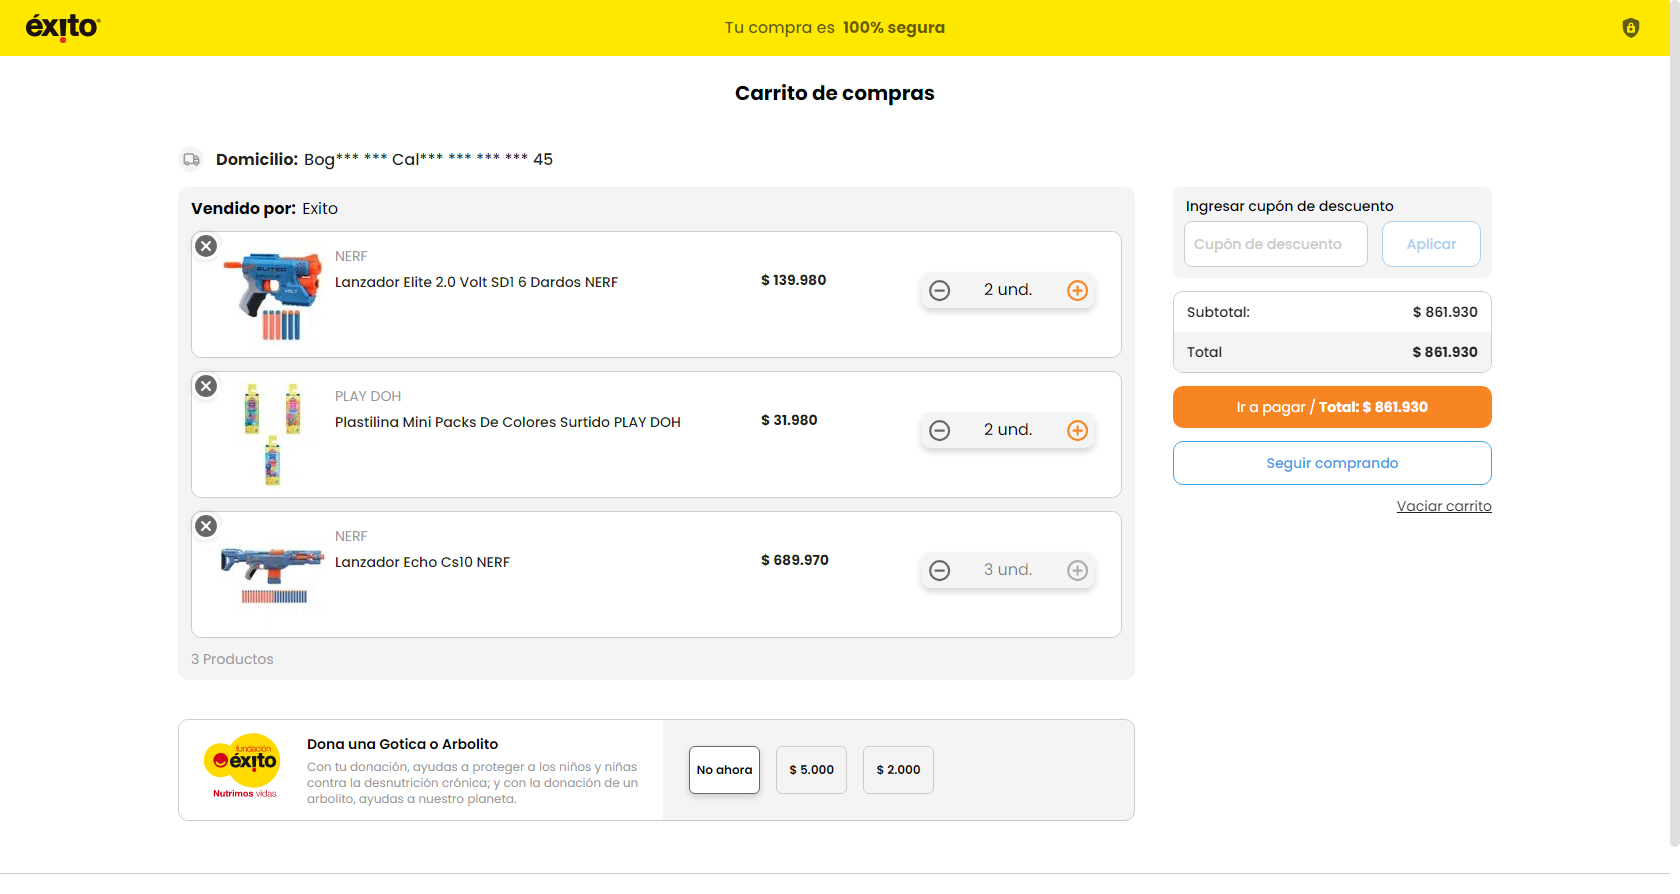 éxito
Tu compra es 100% segura
Carrito de compras
Domicilio: Bog*** *** Cal*** *** *** *** 45
Vendido por: Exito
NERF
Lanzador Elite 2.0 Volt SD1 6 Dardos NERF
$ 139.980
2 und.
PLAY DOH
Plastilina Mini Packs De Colores Surtido PLAY DOH
$ 31.980
2 und.
NERF
Lanzador Echo Cs10 NERF
$ 689.970
3 und.
3 Productos
Ingresar cupón de descuento
Cupón de descuento
Aplicar
Subtotal: $ 861.930
Total $ 861.930
Ir a pagar / Total: $ 861.930
Seguir comprando
Vaciar carrito
fundación
éxito
Nutrimos vidas
Dona una Gotica o Arbolito
Con tu donación, ayudas a proteger a los niños y niñas
contra la desnutrición crónica; y con la donación de un
arbolito, ayudas a nuestro planeta.
No ahora
$ 5.000
$ 2.000